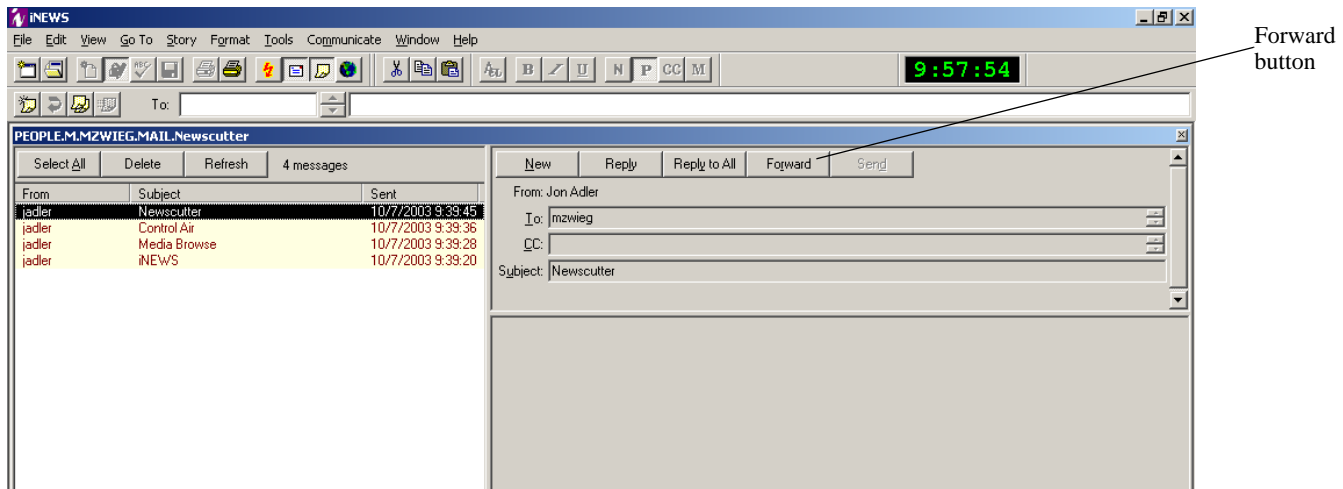 iNEWS
File Edit View Go To Story Format Tools Communicate Window Help
Forward
button
ABC
B I U N P CC M
9:57:54
To:
PEOPLE.M.MZWIEG.MAIL.Newscutter
Select All Delete Refresh 4 messages
New Reply Reply to All Forward Send
From Subject Sent
jadler Newscutter 10/7/2003 9:39:45
jadler Control Air 10/7/2003 9:39:36
jadler Media Browse 10/7/2003 9:39:28
jadler iNEWS 10/7/2003 9:39:20
From: Jon Adler
To: mzwieg
CC:
Subject: Newscutter